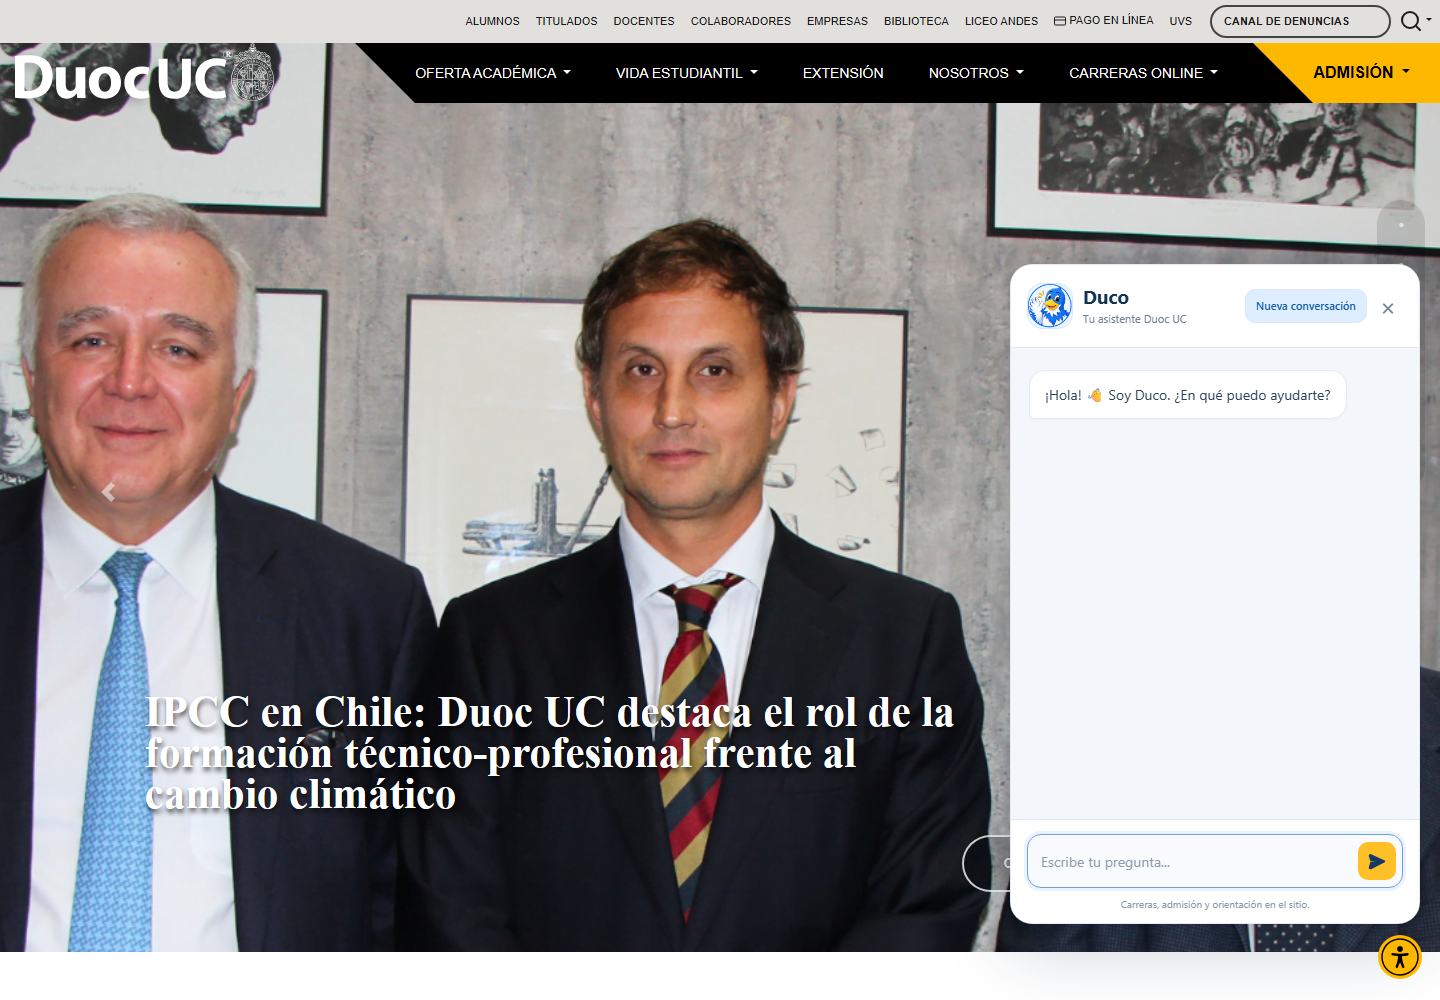 ALUMNOS TITULADOS DOCENTES COLABORADORES EMPRESAS BIBLIOTECA LICEO ANDES PAGO EN LÍNEA UVS CANAL DE DENUNCIAS
Duoc UC ®
OFERTA ACADÉMICA VIDA ESTUDIANTIL EXTENSIÓN NOSOTROS CARRERAS ONLINE ADMISIÓN
Duco
Tu asistente Duoc UC
Nueva conversación
¡Hola! 👋 Soy Duco. ¿En qué puedo ayudarte?
IPCC en Chile: Duoc UC destaca el rol de la
formación técnico-profesional frente al
cambio climático
Escribe tu pregunta...
Carreras, admisión y orientación en el sitio.